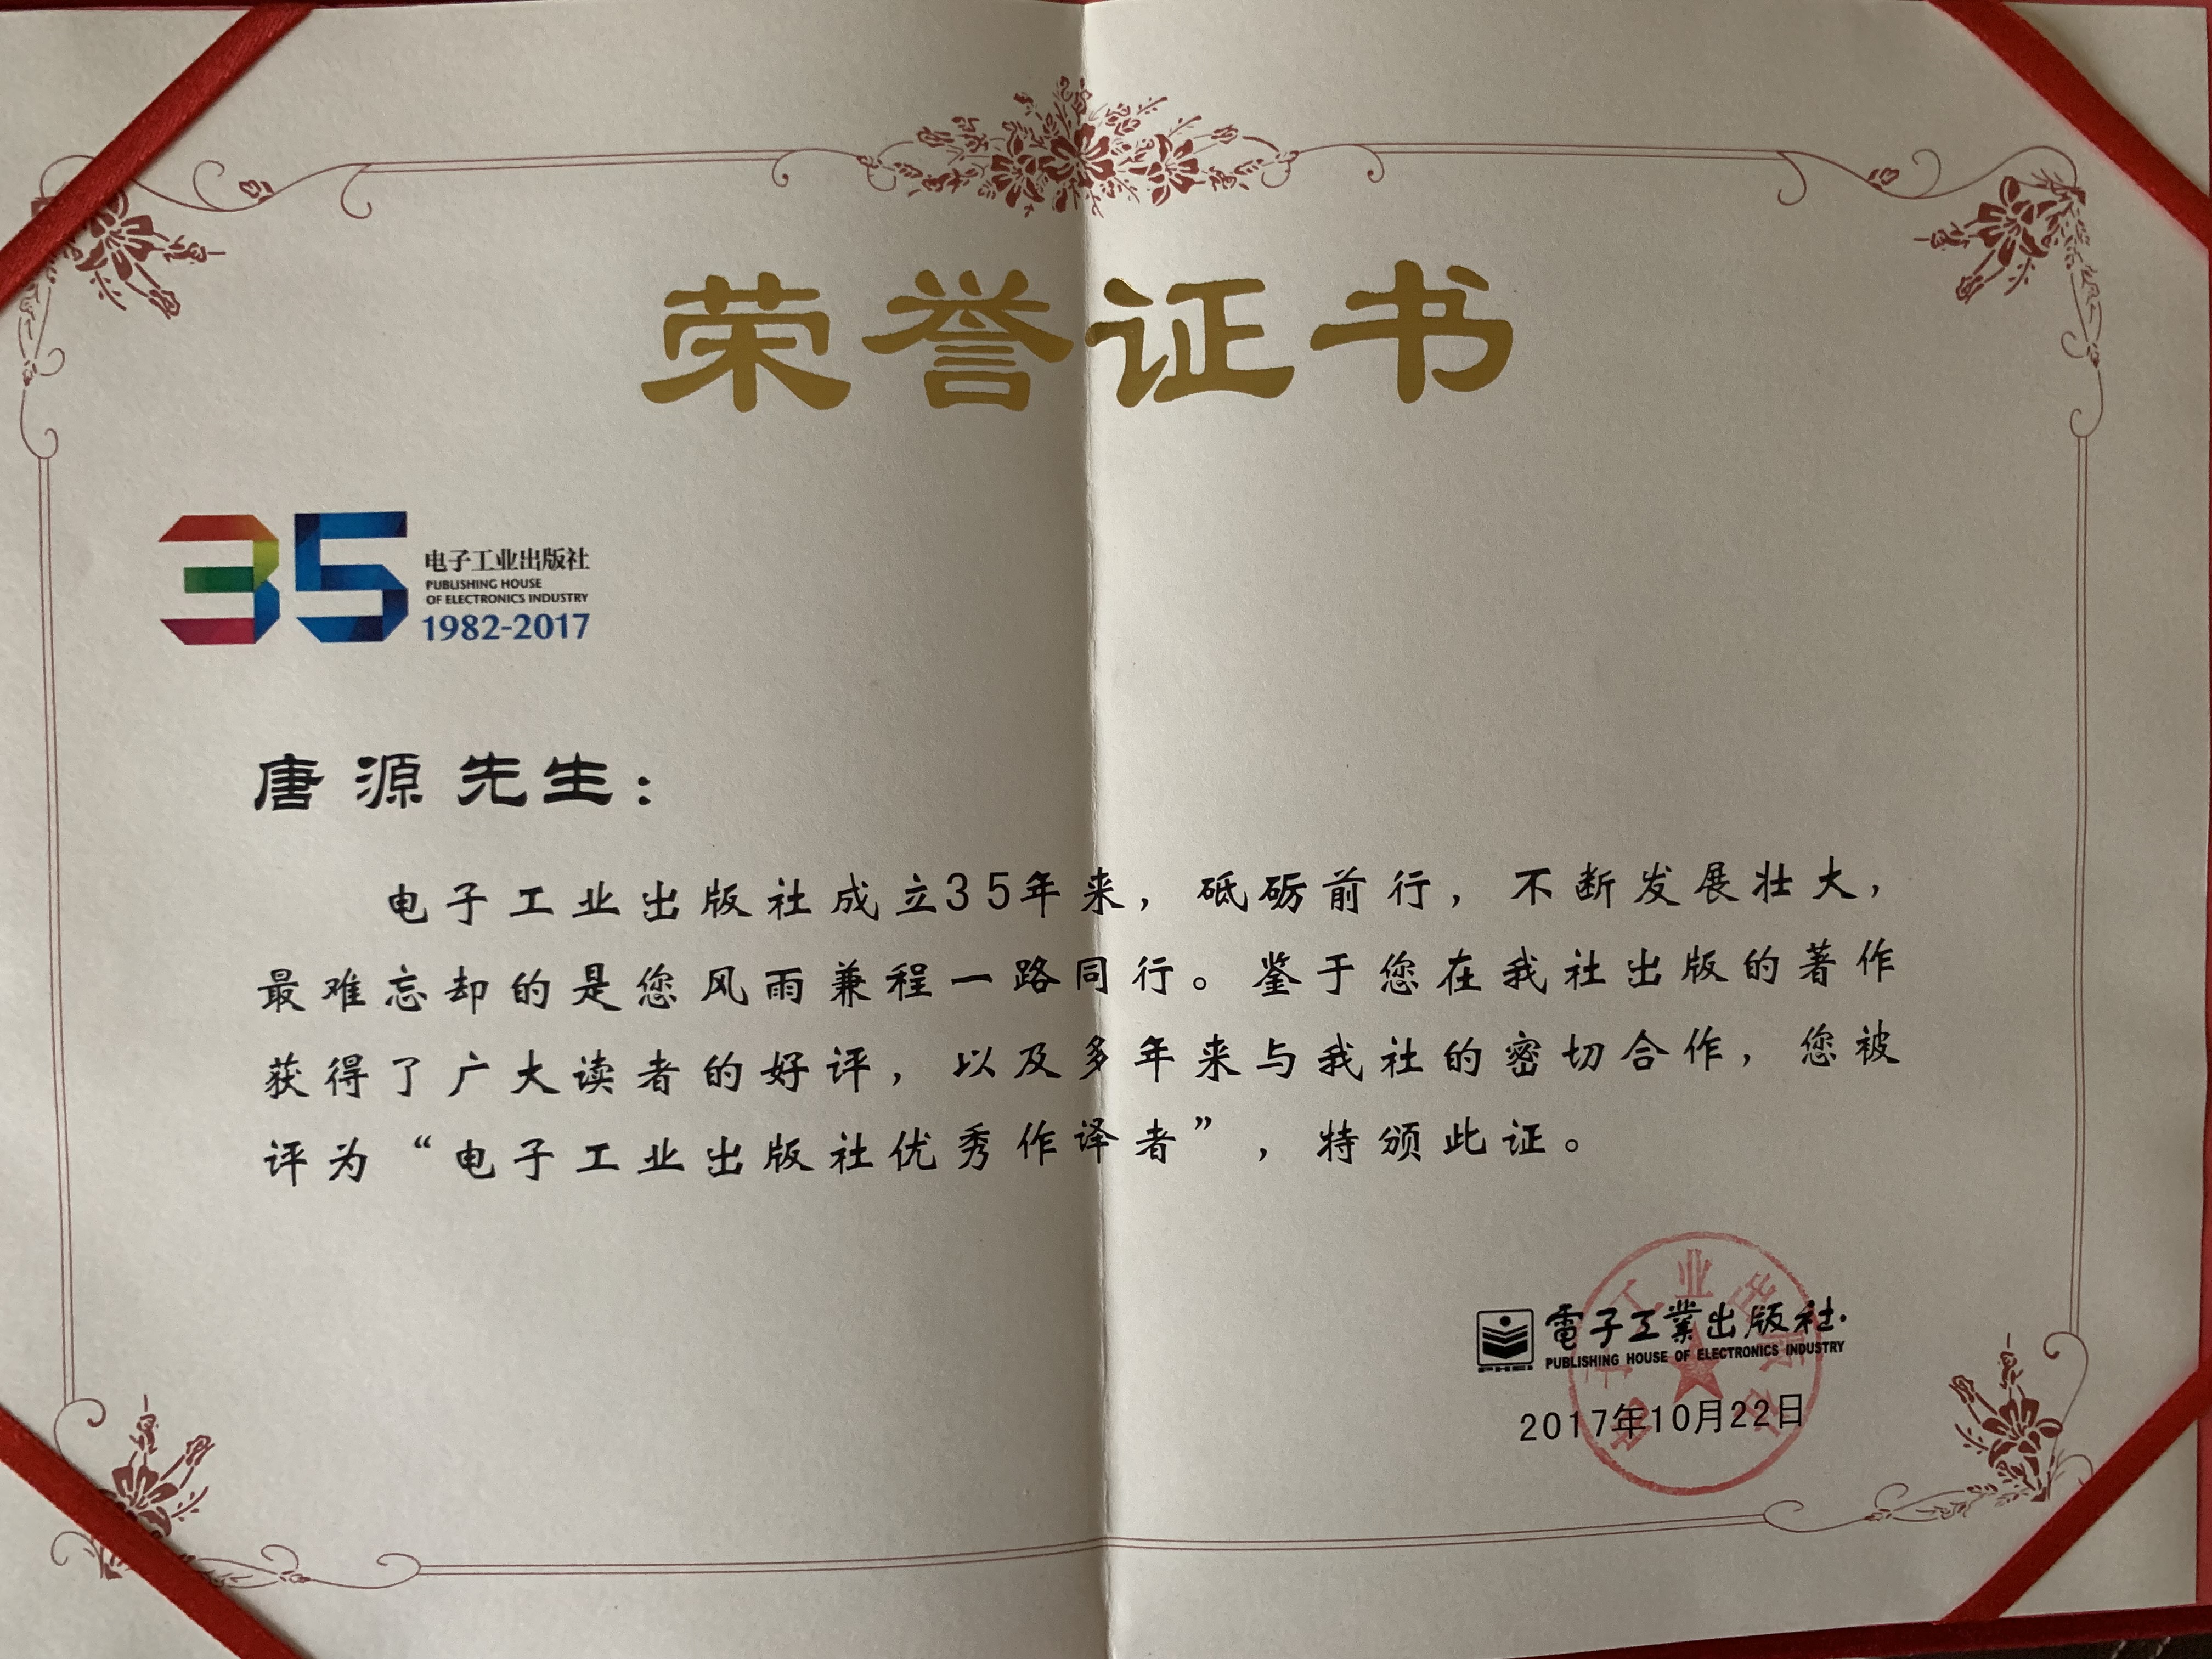 荣誉证书
35
电子工业出版社
PUBLISHING HOUSE
OF ELECTRONICS INDUSTRY
1982-2017
唐源先生：
电子工业出版社成立35年来，砥砺前行，不断发展壮大，
最难忘却的是您风雨兼程一路同行。鉴于您在我社出版的著作
获得了广大读者的好评，以及多年来与我社的密切合作，您被
评为“电子工业出版社优秀作译者”，特颁此证。
電子工業出版社
PUBLISHING HOUSE OF ELECTRONICS INDUSTRY
2017年10月22日